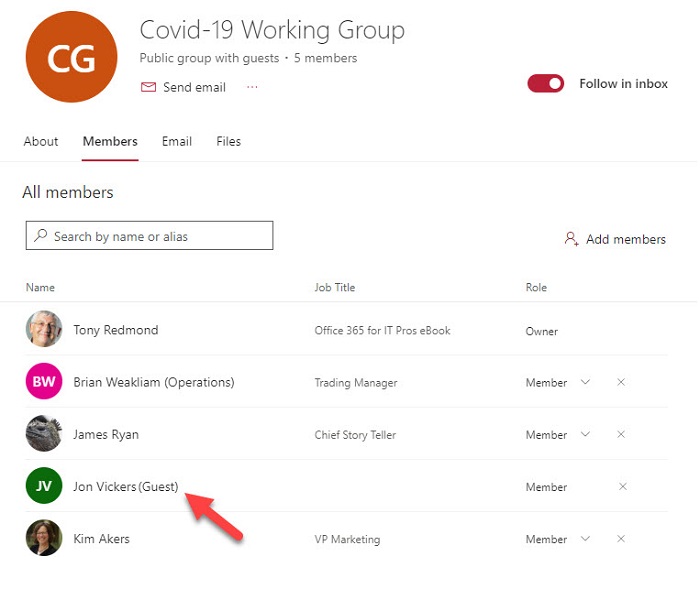 CG
Covid-19 Working Group
Public group with guests · 5 members
Send email ···
Follow in inbox
About Members Email Files
All members
Search by name or alias
Add members
Name Job Title Role
Tony Redmond Office 365 for IT Pros eBook Owner
BW Brian Weakliam (Operations) Trading Manager Member
James Ryan Chief Story Teller Member
JV Jon Vickers (Guest) Member
Kim Akers VP Marketing Member